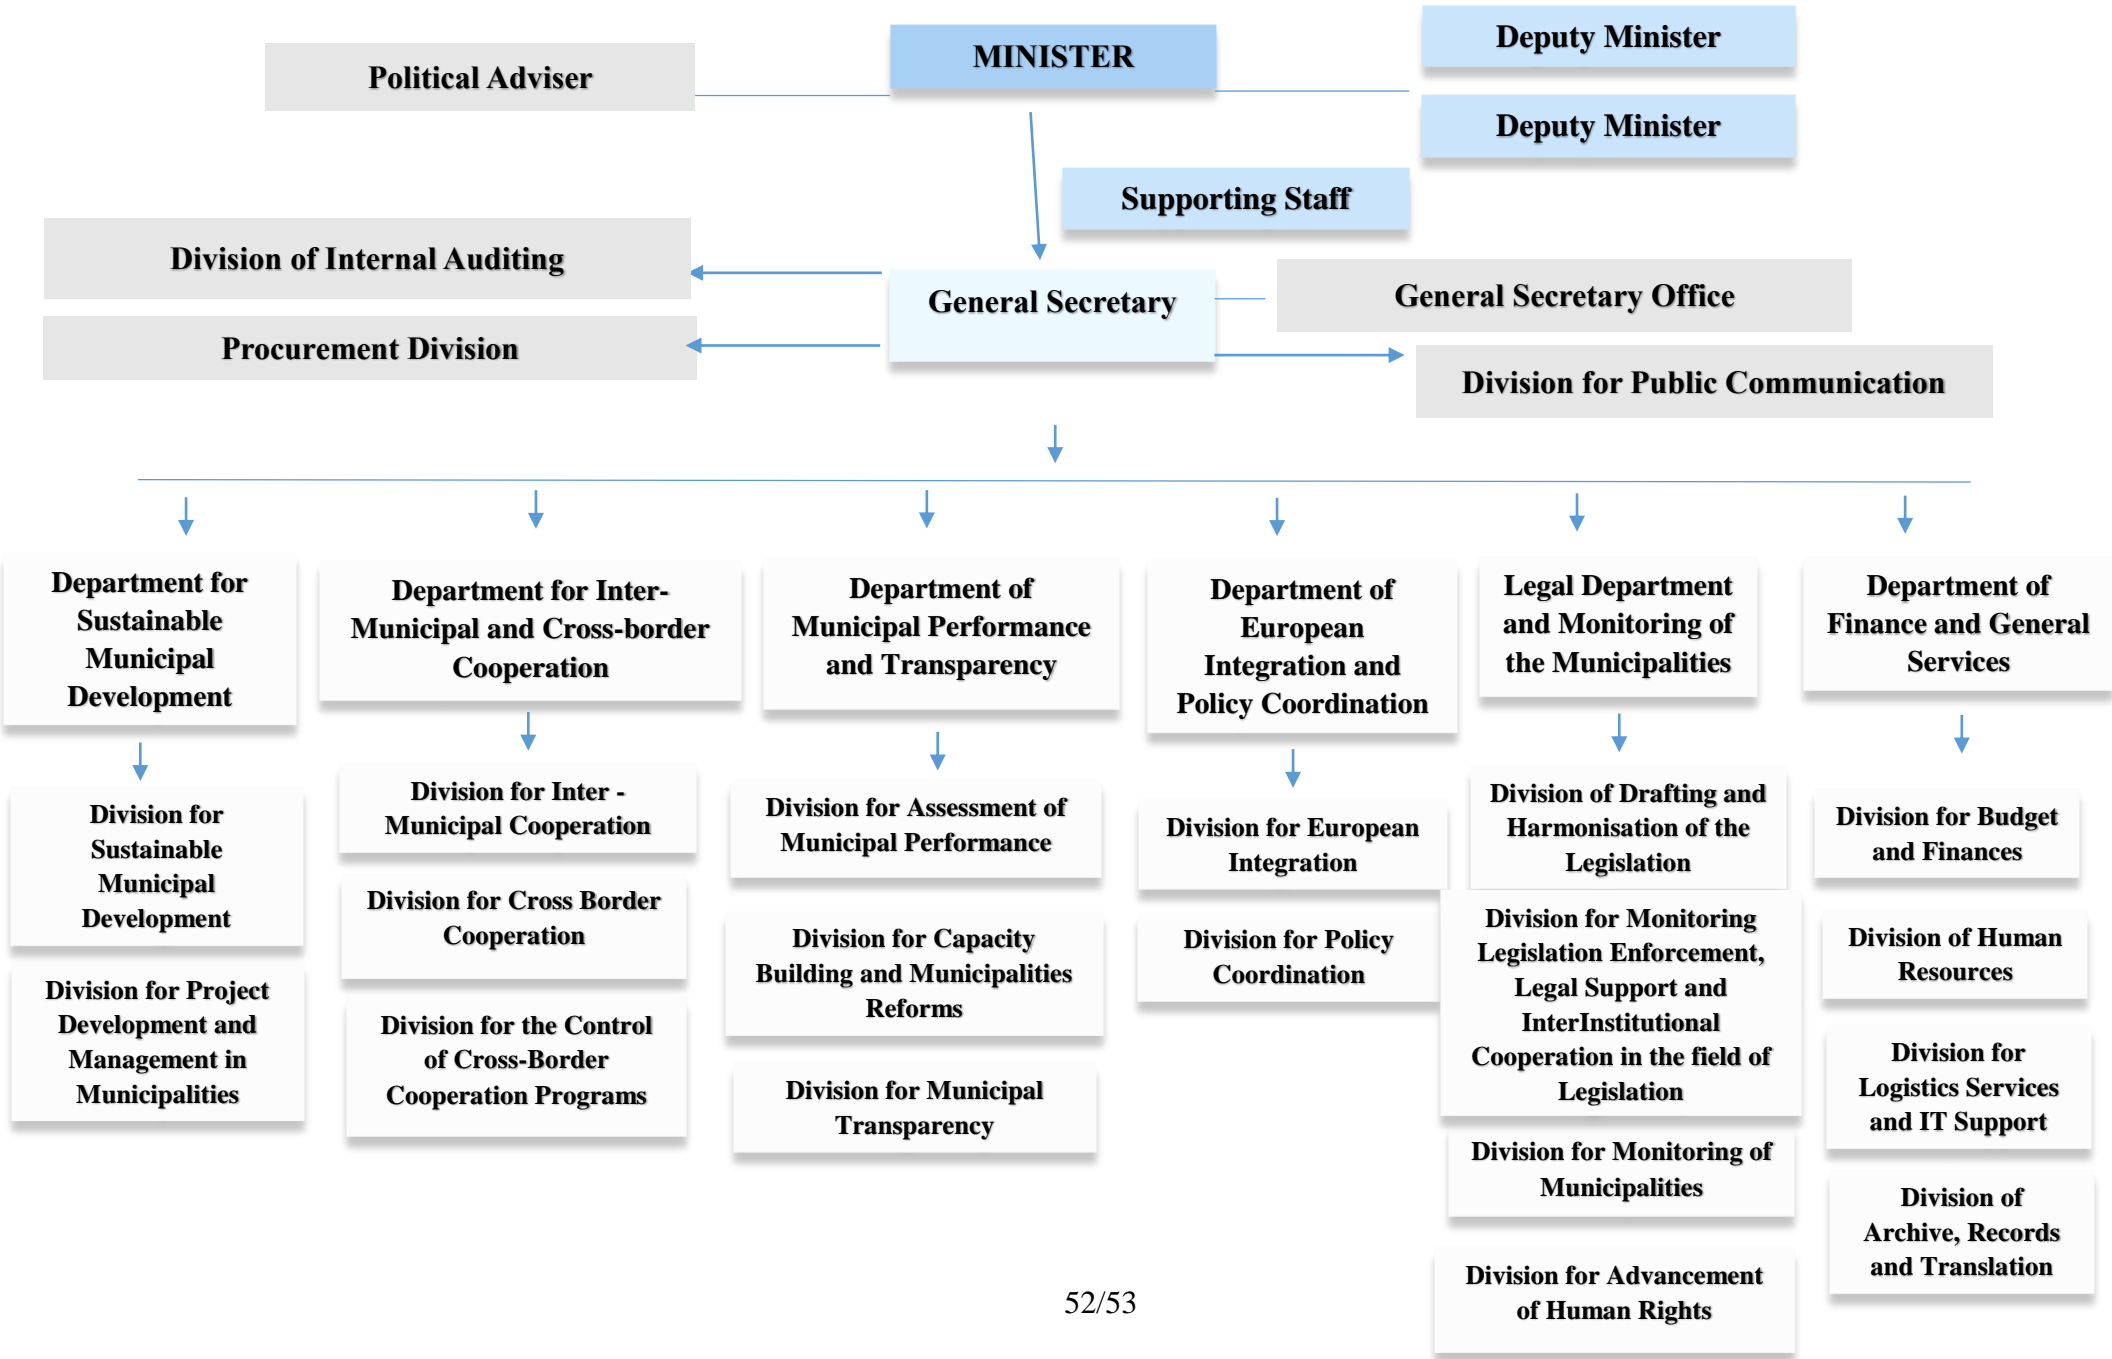 MINISTER
Political Adviser
Deputy Minister
Deputy Minister
Supporting Staff
Division of Internal Auditing
General Secretary
General Secretary Office
Procurement Division
Division for Public Communication
Department for
Sustainable
Municipal
Development
Department for Inter-
Municipal and Cross-border
Cooperation
Department of
Municipal Performance
and Transparency
Department of
European
Integration and
Policy Coordination
Legal Department
and Monitoring of
the Municipalities
Department of
Finance and General
Services
Division for
Sustainable
Municipal
Development
Division for Project
Development and
Management in
Municipalities
Division for Inter -
Municipal Cooperation
Division for Cross Border
Cooperation
Division for the Control
of Cross-Border
Cooperation Programs
Division for Assessment of
Municipal Performance
Division for Capacity
Building and Municipalities
Reforms
Division for Municipal
Transparency
Division for European
Integration
Division for Policy
Coordination
Division of Drafting and
Harmonisation of the
Legislation
Division for Monitoring
Legislation Enforcement,
Legal Support and
InterInstitutional
Cooperation in the field of
Legislation
Division for Monitoring of
Municipalities
Division for Advancement
of Human Rights
Division for Budget
and Finances
Division of Human
Resources
Division for
Logistics Services
and IT Support
Division of
Archive, Records
and Translation
52/53